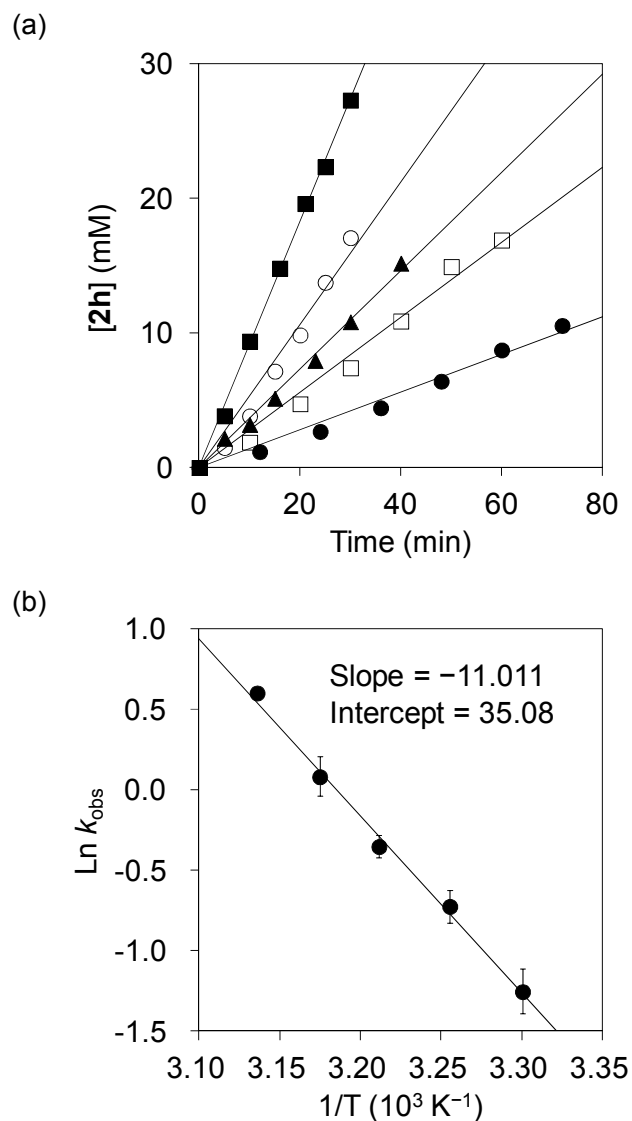 (a)
30
20
10
0
[2h] (mM)
0 20 40 60 80
Time (min)
(b)
1.0
0.5
0.0
-0.5
-1.0
-1.5
Ln k_obs
Slope = −11.011
Intercept = 35.08
3.10 3.15 3.20 3.25 3.30 3.35
1/T (10³ K⁻¹)